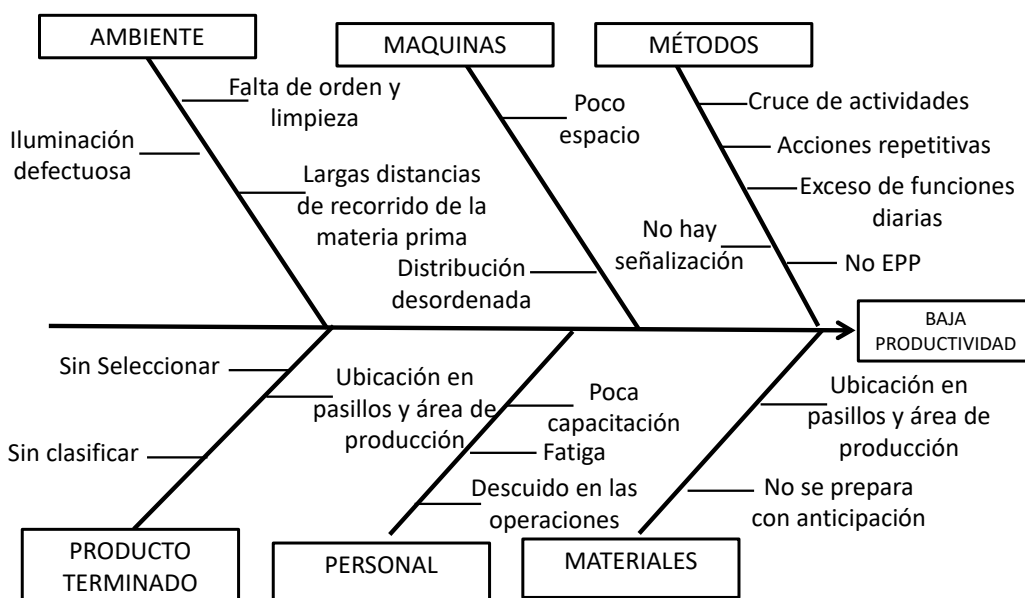 AMBIENTE
MAQUINAS
MÉTODOS
Falta de orden y
limpieza
Iluminación
defectuosa
Largas distancias
de recorrido de la
materia prima
Poco
espacio
Distribución
desordenada
Cruce de actividades
Acciones repetitivas
Exceso de funciones
diarias
No hay
señalización
No EPP
BAJA
PRODUCTIVIDAD
Sin Seleccionar
Ubicación en
pasillos y área de
producción
Sin clasificar
Poca
capacitación
Fatiga
Descuido en las
operaciones
Ubicación en
pasillos y área de
producción
No se prepara
con anticipación
PRODUCTO
TERMINADO
PERSONAL
MATERIALES